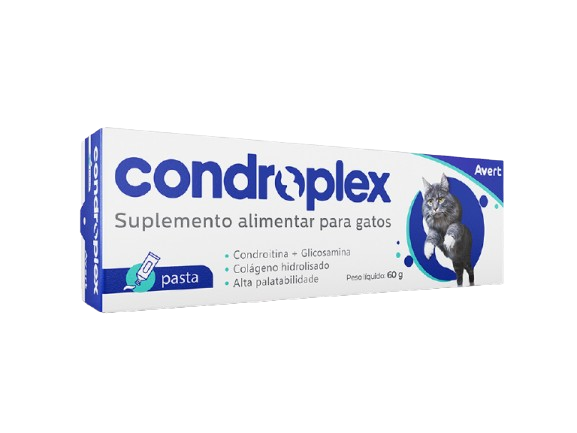 condroplex
Avert
condroplex
Suplemento alimentar para gatos
• Condroitina + Glicosamina
• Colágeno hidrolisado
• Alta palatabilidade
Peso líquido: 60 g
pasta